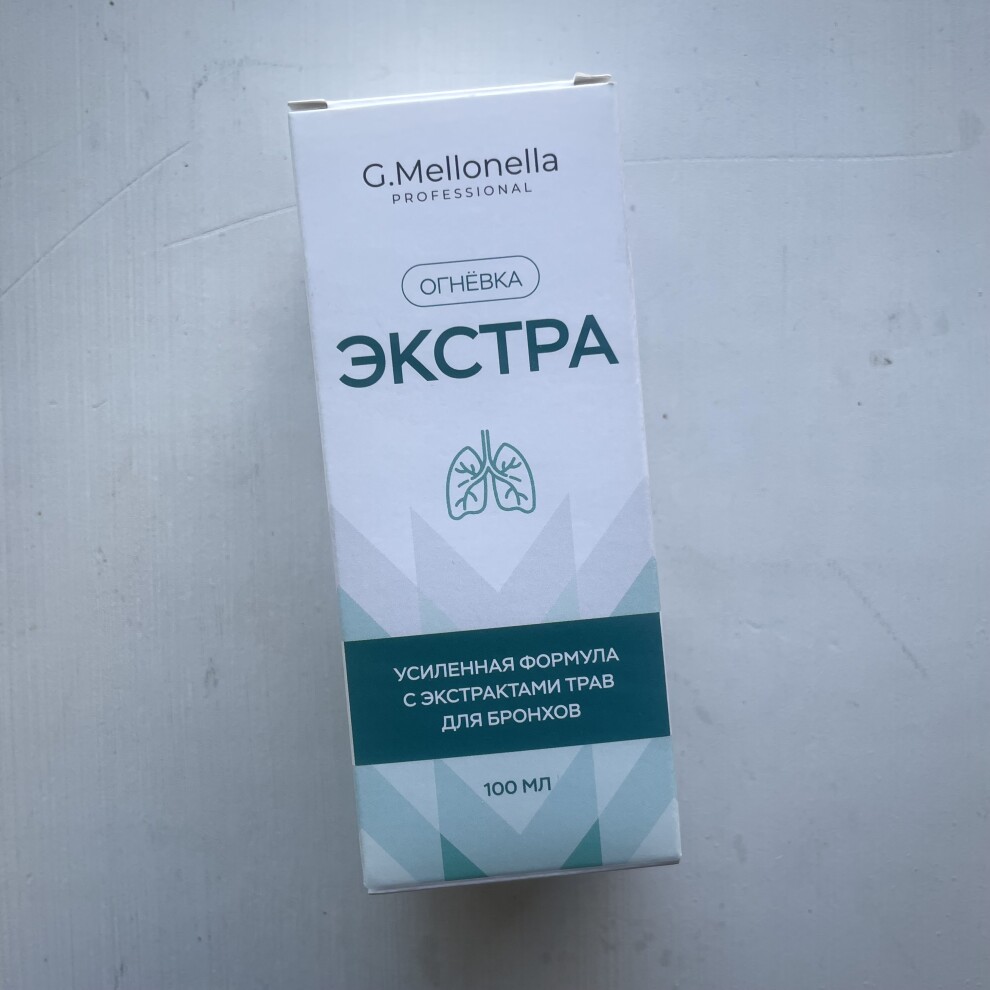 G.Mellonella
PROFESSIONAL
ОГНЁВКА
ЭКСТРА
УСИЛЕННАЯ ФОРМУЛА
С ЭКСТРАКТАМИ ТРАВ
ДЛЯ БРОНХОВ
100 МЛ